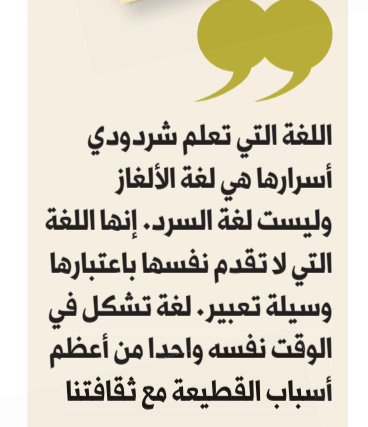 اللغة التي تعلم شردودي
أسرارها هي لغة الألغاز
وليست لغة السرد. إنها اللغة
التي لا تقدم نفسها باعتبارها
وسيلة تعبير. لغة تشكل في
الوقت نفسه واحدا من أعظم
أسباب القطيعة مع ثقافتنا